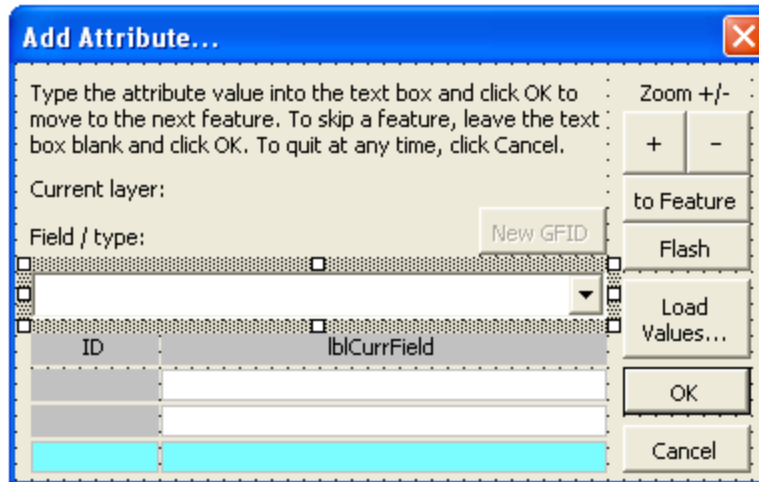 Add Attribute...
Type the attribute value into the text box and click OK to
move to the next feature. To skip a feature, leave the text
box blank and click OK. To quit at any time, click Cancel.
Current layer:
Field / type:
New GFID
ID
lblCurrField
Zoom +/-
+
-
to Feature
Flash
Load
Values...
OK
Cancel